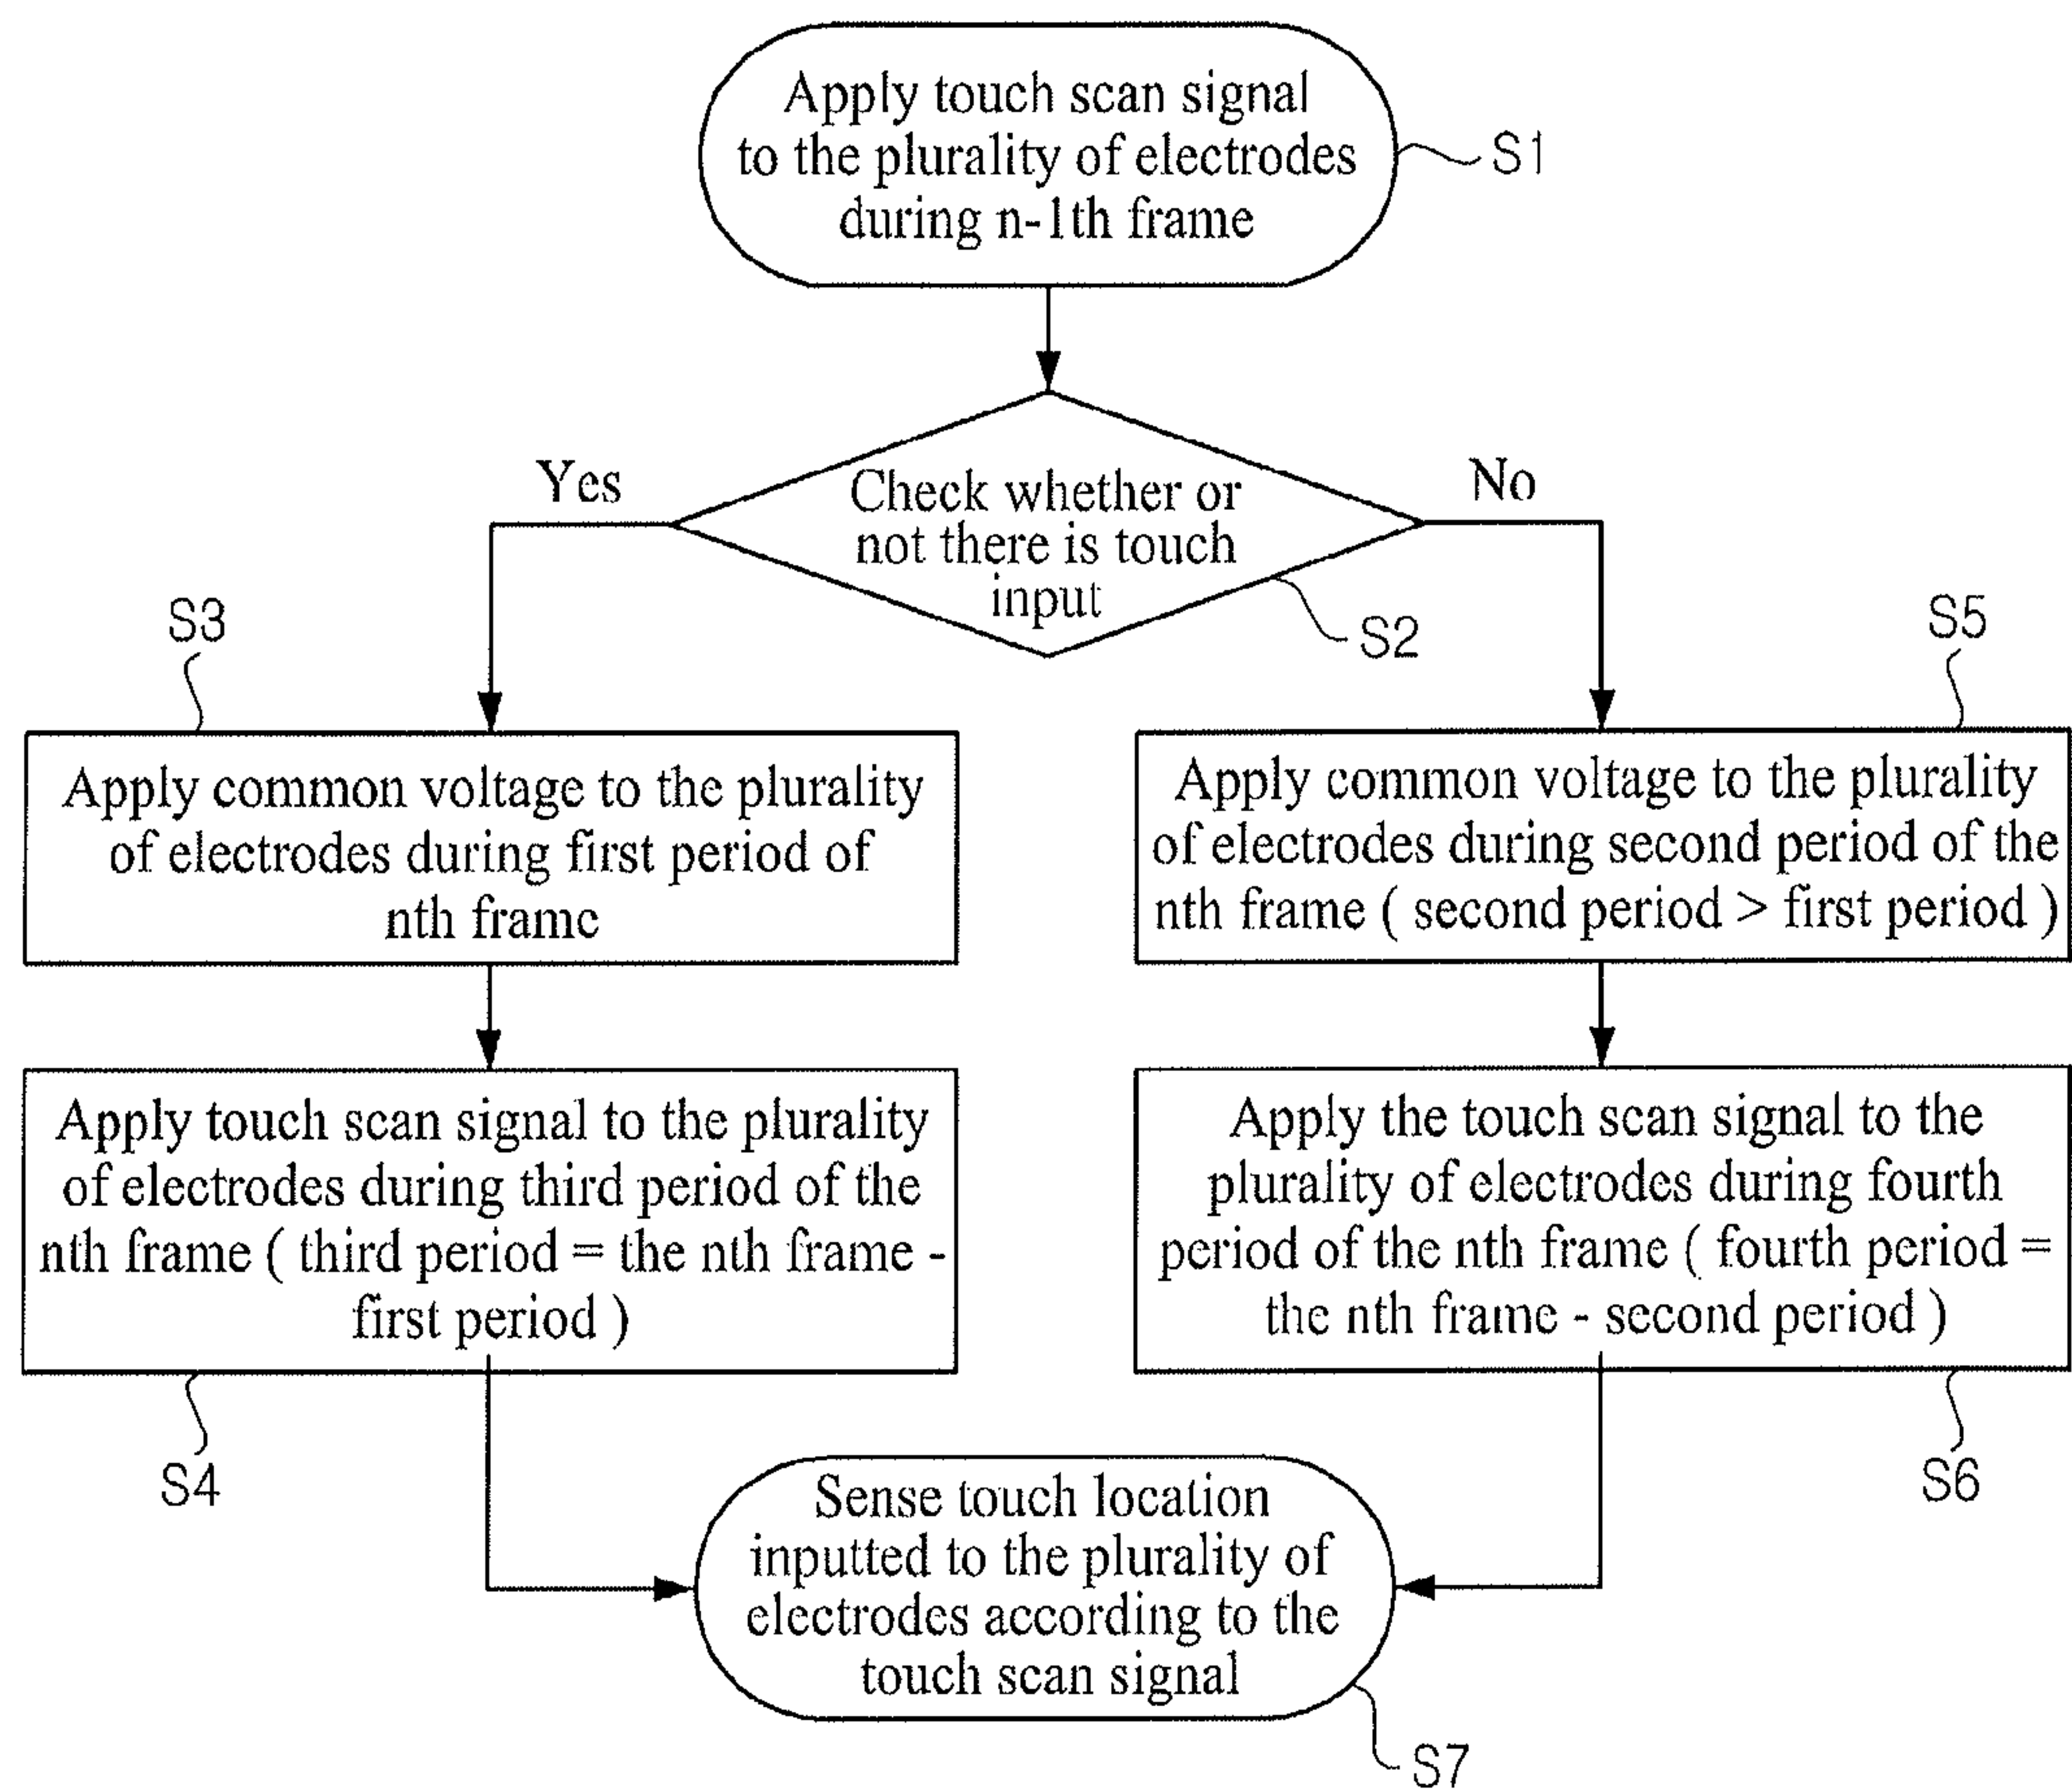 Apply touch scan signal
to the plurality of electrodes
during n-1th frame
S1
Yes
No
Check whether or
not there is touch
input
S2
S3
S5
Apply common voltage to the plurality
of electrodes during first period of
nth frame
Apply common voltage to the plurality
of electrodes during second period of the
nth frame ( second period > first period )
Apply touch scan signal to the plurality
of electrodes during third period of the
nth frame ( third period = the nth frame -
first period )
Apply the touch scan signal to the
plurality of electrodes during fourth
period of the nth frame ( fourth period =
the nth frame - second period )
S4
S6
Sense touch location
inputted to the plurality of
electrodes according to the
touch scan signal
S7